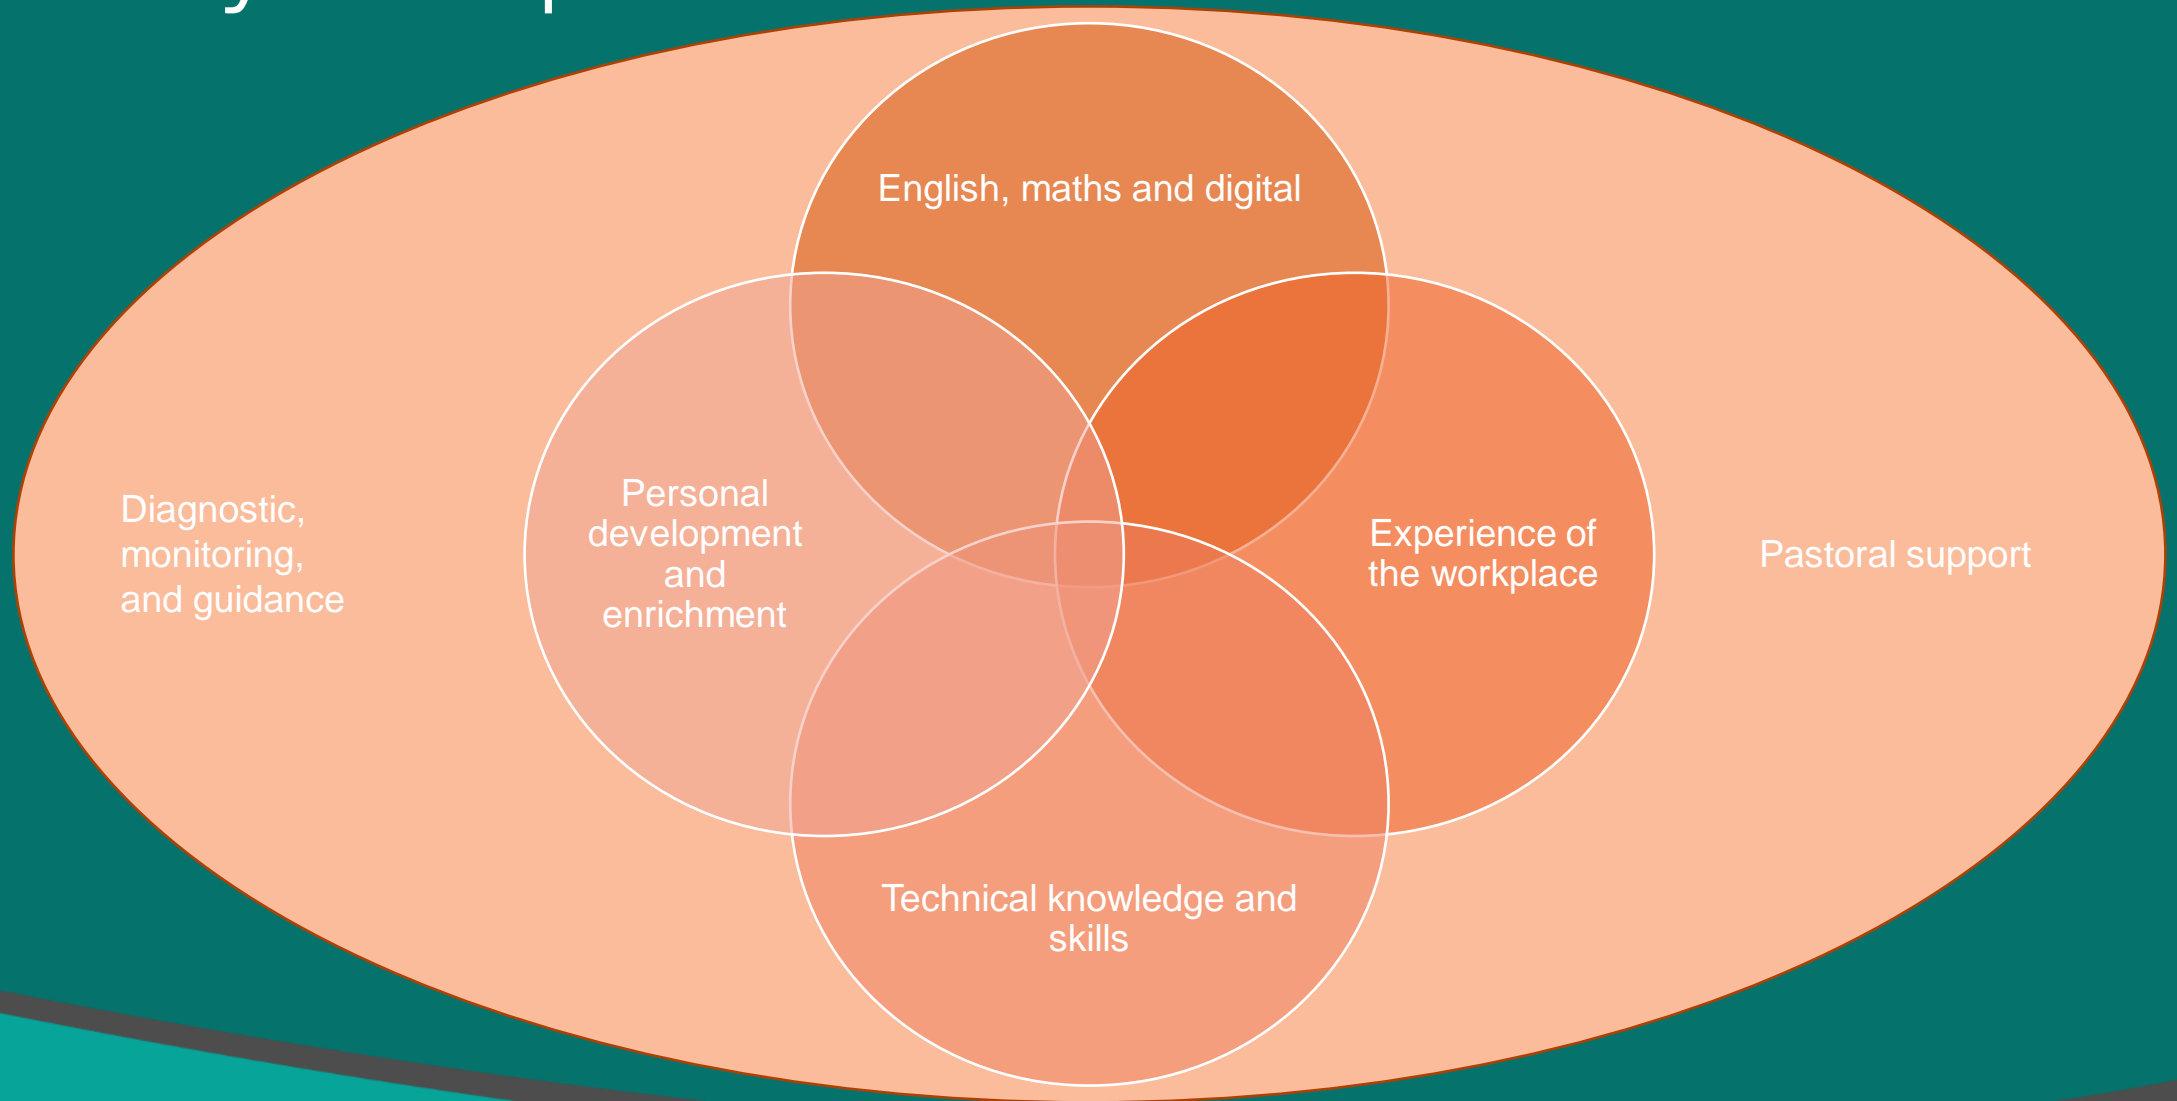 English, maths and digital
Diagnostic,
monitoring,
and guidance
Personal
development
and
enrichment
Experience of
the workplace
Pastoral support
Technical knowledge and
skills